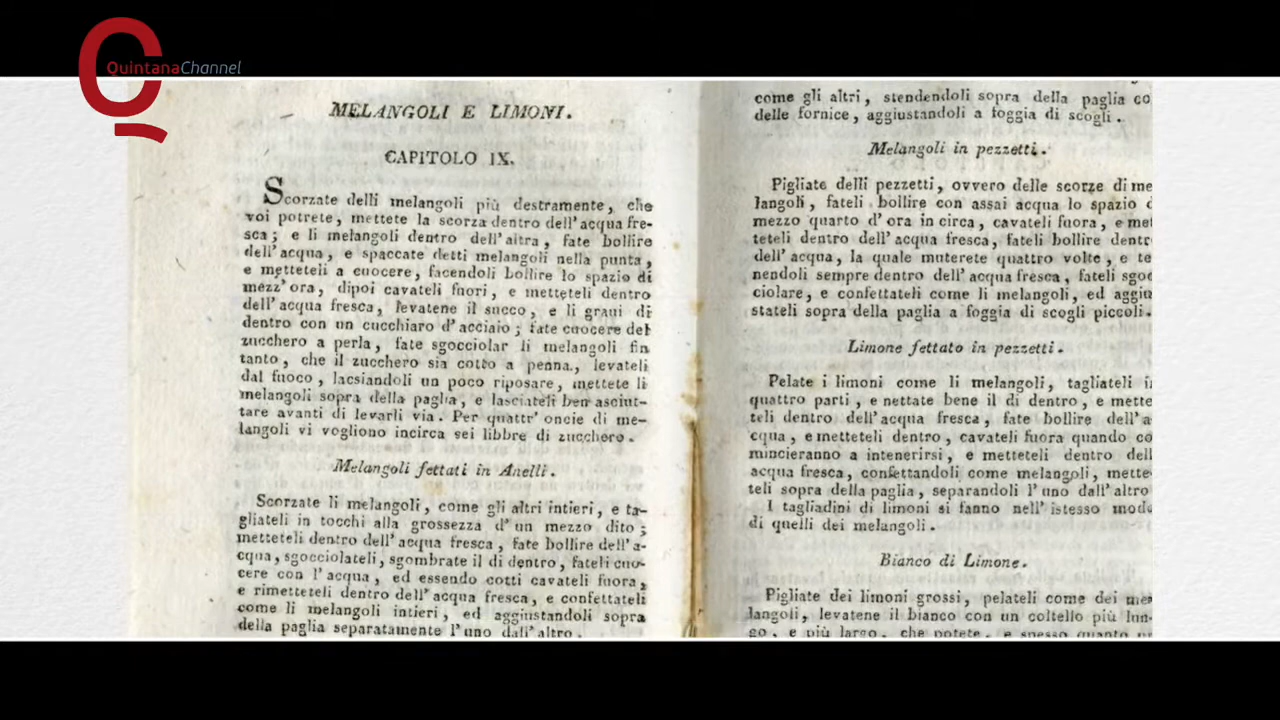 QuintanaChannel
MELANGOLI E LIMONI.
CAPITOLO IX.
Scorzate delli melangoli più destramente, che
voi potrete, mettete la scorza dentro dell'acqua fre-
sca; e li melangoli dentro dell'altra, fate bollire
dell'acqua, e spaccate detti melangoli nella punta,
e metteteli a cuocere, facendoli bollire lo spazio di
mezz'ora, dipoi cavateli fuori, e metteteli dentro
dell'acqua fresca, levatene il succo, e li grani di
dentro con un cucchiaro d'acciaio; fate cuocere del
zucchero a perla, fate sgocciolar li melangoli fin
tanto, che il zucchero sia cotto a penna, levateli
dal fuoco, lacsiandoli un poco riposare, mettete li
melangoli sopra della paglia, e lasciateli ben asciut-
tare avanti di levarli via. Per quattr'oncie di me-
langoli vi vogliono incirca sei libbre di zucchero.
Melangoli fettati in Anelli.
Scorzate li melangoli, come gli altri intieri, e ta-
gliateli in tocchi alla grossezza d'un mezzo dito;
metteteli dentro dell'acqua fresca, fate bollire dell'a-
cqua, sgocciolateli, sgombrate il di dentro, fateli cuo-
cere con l'acqua, ed essendo cotti cavateli fuora,
e rimetteteli dentro dell'acqua fresca, e confettateli
come li melangoli intieri, ed aggiustandoli sopra
della paglia separatamente l'uno dall'altro.
come gli altri, stendendoli sopra della paglia co
delle fornice, aggiustandoli a foggia di scogli.
Melangoli in pezzetti.
Pigliate delli pezzetti, ovvero delle scorze di me
langoli, fateli bollire con assai acqua lo spazio d
mezzo quarto d'ora in circa, cavateli fuora, e met
teteli dentro dell'acqua fresca, fateli bollire dentr
dell'acqua, la quale muterete quattro volte, e te
nendoli sempre dentro dell'acqua fresca, fateli sgoc
ciolare, e confettateli come li melangoli, ed aggiu
stateli sopra della paglia a foggia di scogli piccoli.
Limone fettato in pezzetti.
Pelate i limoni come li melangoli, tagliateli i
quattro parti, e nettate bene il di dentro, e mette
teli dentro dell'acqua fresca, fate bollire dell'a
cqua, e metteteli dentro, cavateli fuora quando co
mincieranno a intenerirsi, e metteteli dentro dell
acqua fresca, confettandoli come melangoli, mette
teli sopra della paglia, separandoli l'uno dall'altro
I tagliadini di limoni si fanno nell'istesso modo
di quelli dei melangoli.
Bianco di Limone.
Pigliate dei limoni grossi, pelateli come dei me
langoli, levatene il bianco con un coltello più lun-
go, e più largo, che potete, e spesso quanto